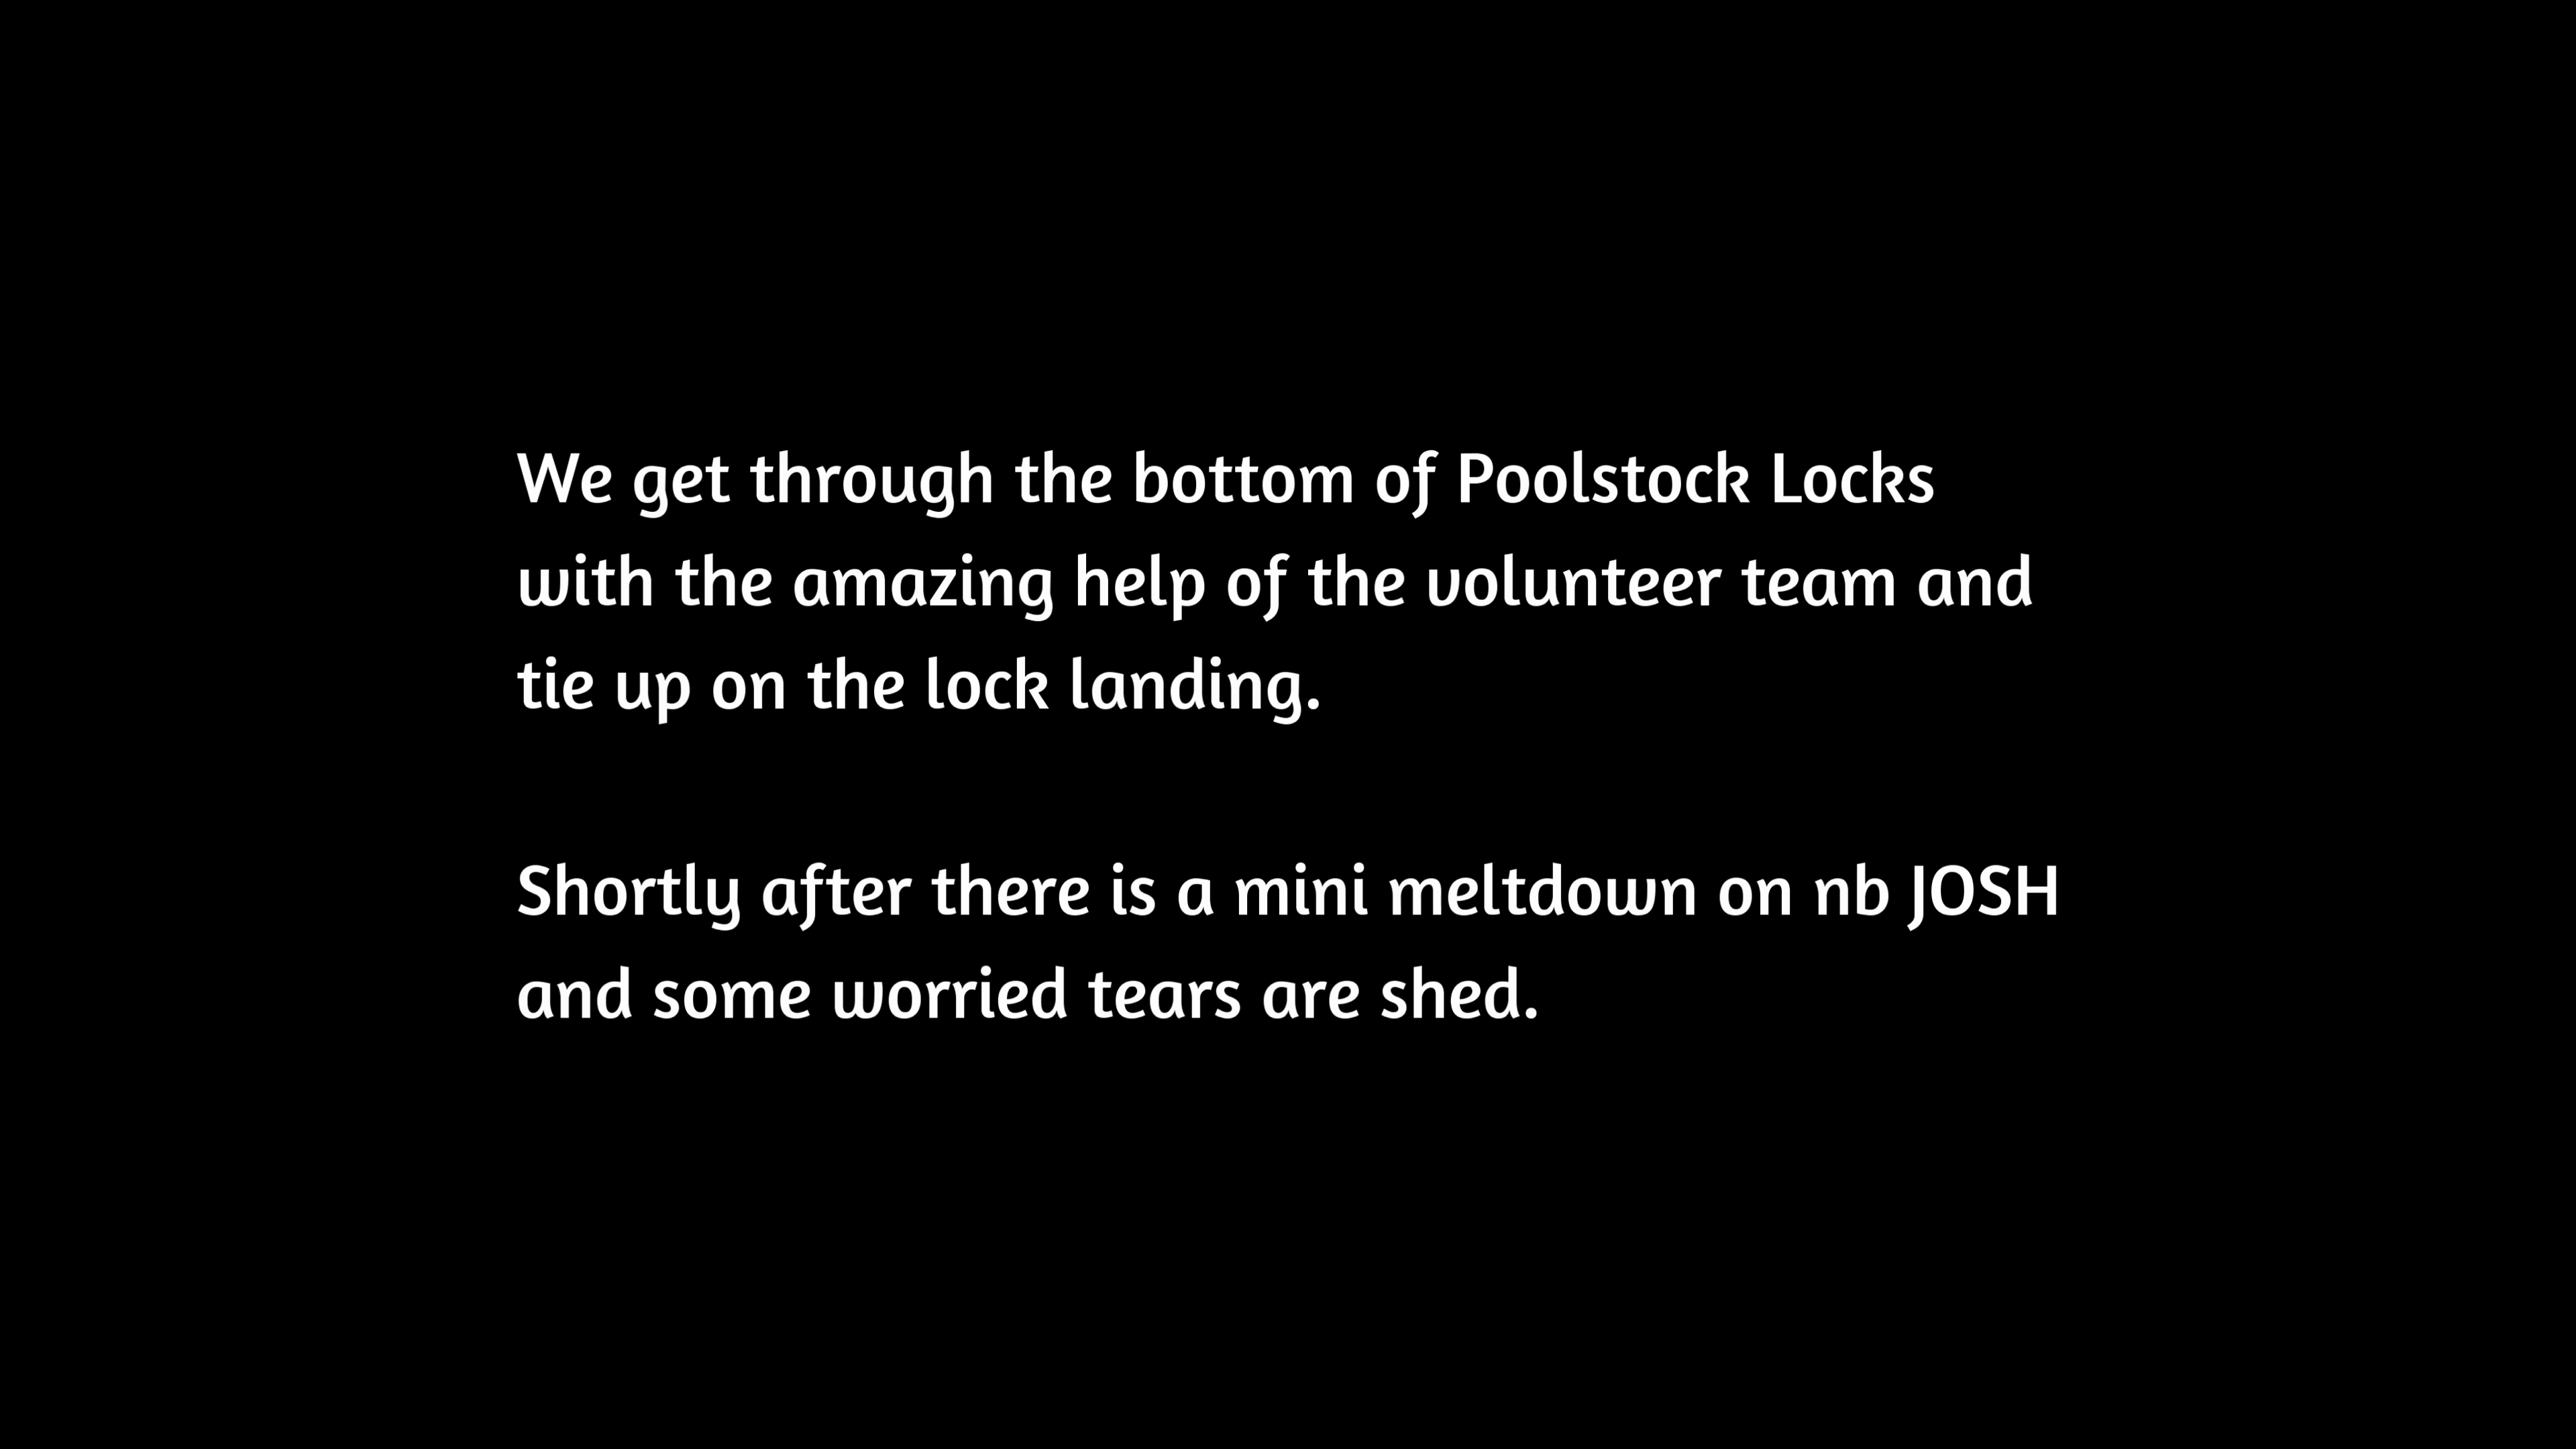 We get through the bottom of Poolstock Locks
with the amazing help of the volunteer team and
tie up on the lock landing.
Shortly after there is a mini meltdown on nb JOSH
and some worried tears are shed.